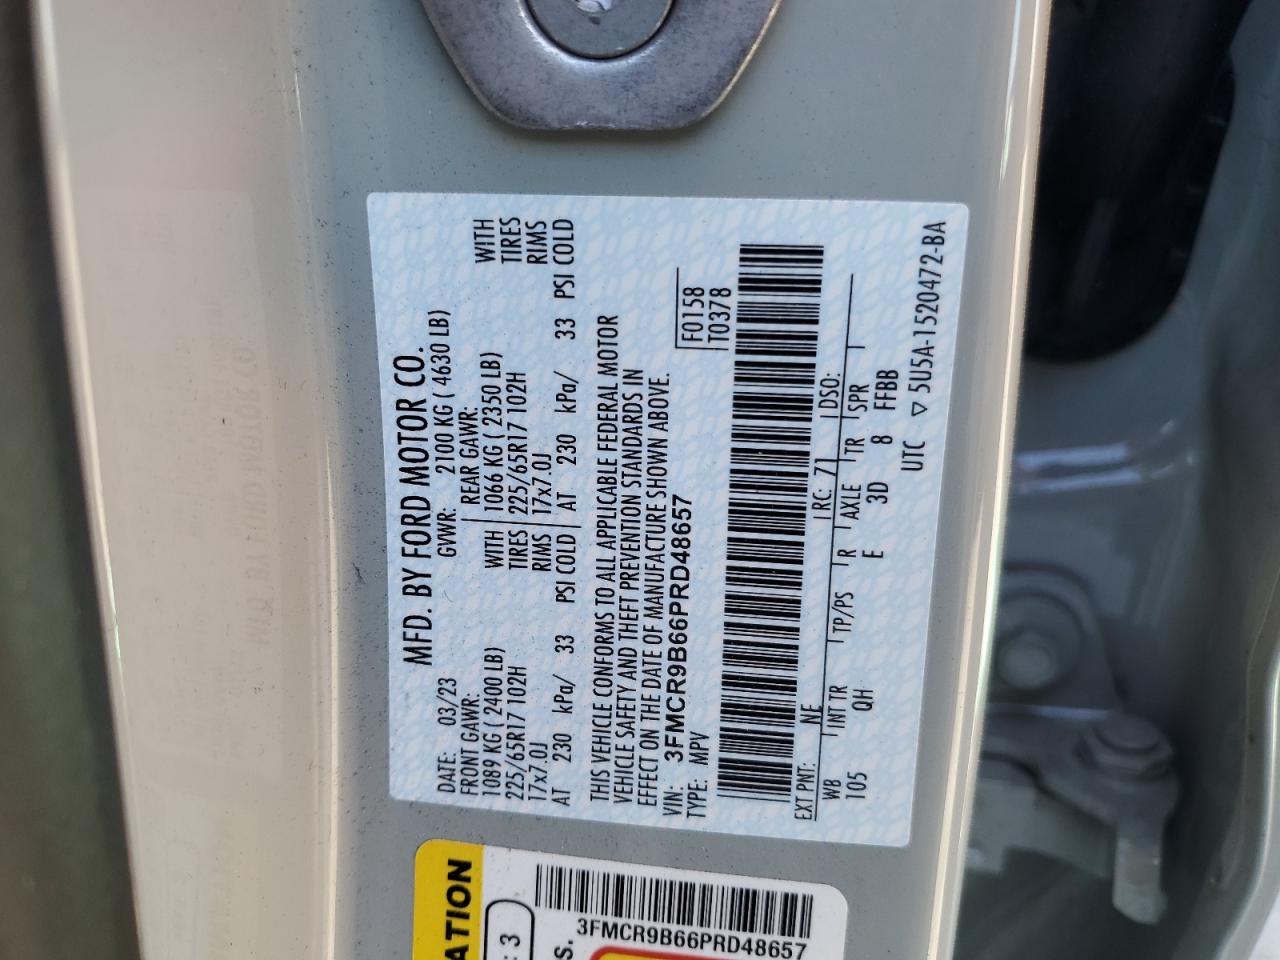 MFD. BY FORD MOTOR CO.
DATE: 03/23 GVWR: 2100 KG ( 4630 LB)
FRONT GAWR: REAR GAWR:
1089 KG ( 2400 LB) WITH 1066 KG ( 2350 LB) WITH
225/65R17 102H TIRES 225/65R17 102H TIRES
17x7.0J RIMS 17x7.0J RIMS
AT 230 kPa/ 33 PSI COLD AT 230 kPa/ 33 PSI COLD
THIS VEHICLE CONFORMS TO ALL APPLICABLE FEDERAL MOTOR
VEHICLE SAFETY AND THEFT PREVENTION STANDARDS IN
EFFECT ON THE DATE OF MANUFACTURE SHOWN ABOVE.
VIN: 3FMCR9B66PRD48657 F0158
TYPE: MPV T0378
EXT PNT: NE RC: 71 DSO:
WB INT TR TP/PS R AXLE TR SPR
105 QH E 3D 8 FFBB
UTC ▽ 5U5A-1520472-BA
ATION
: 3
S.
3FMCR9B66PRD48657